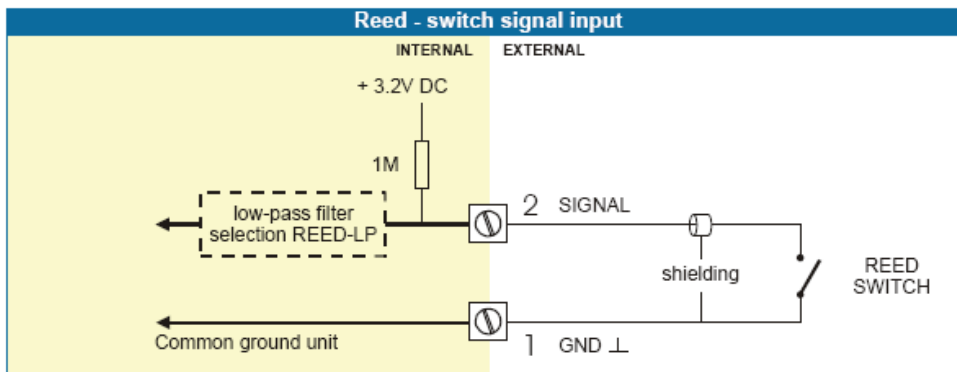 Reed - switch signal input
INTERNAL EXTERNAL
+ 3.2V DC
1M
low-pass filter
selection REED-LP
2 SIGNAL
shielding
REED
SWITCH
Common ground unit
1 GND ⊥